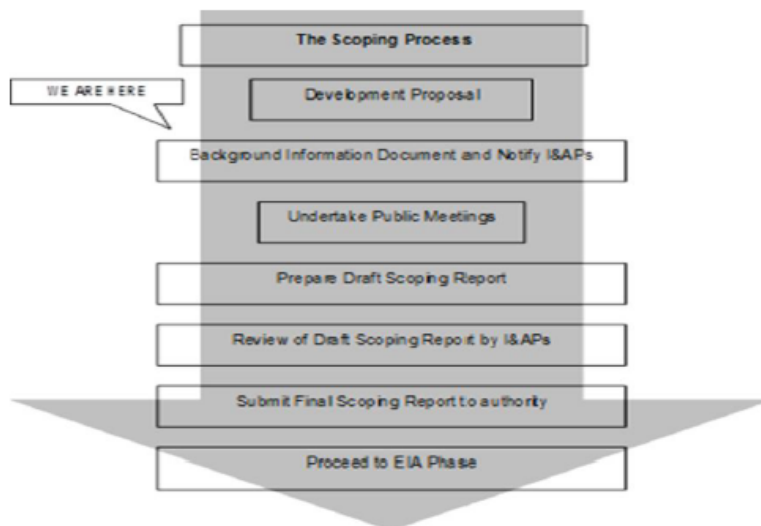 The Scoping Process
WE ARE HERE
Development Proposal
Background Information Document and Notify I&APs
Undertake Public Meetings
Prepare Draft Scoping Report
Review of Draft Scoping Report by I&APs
Submit Final Scoping Report to authority
Proceed to EIA Phase